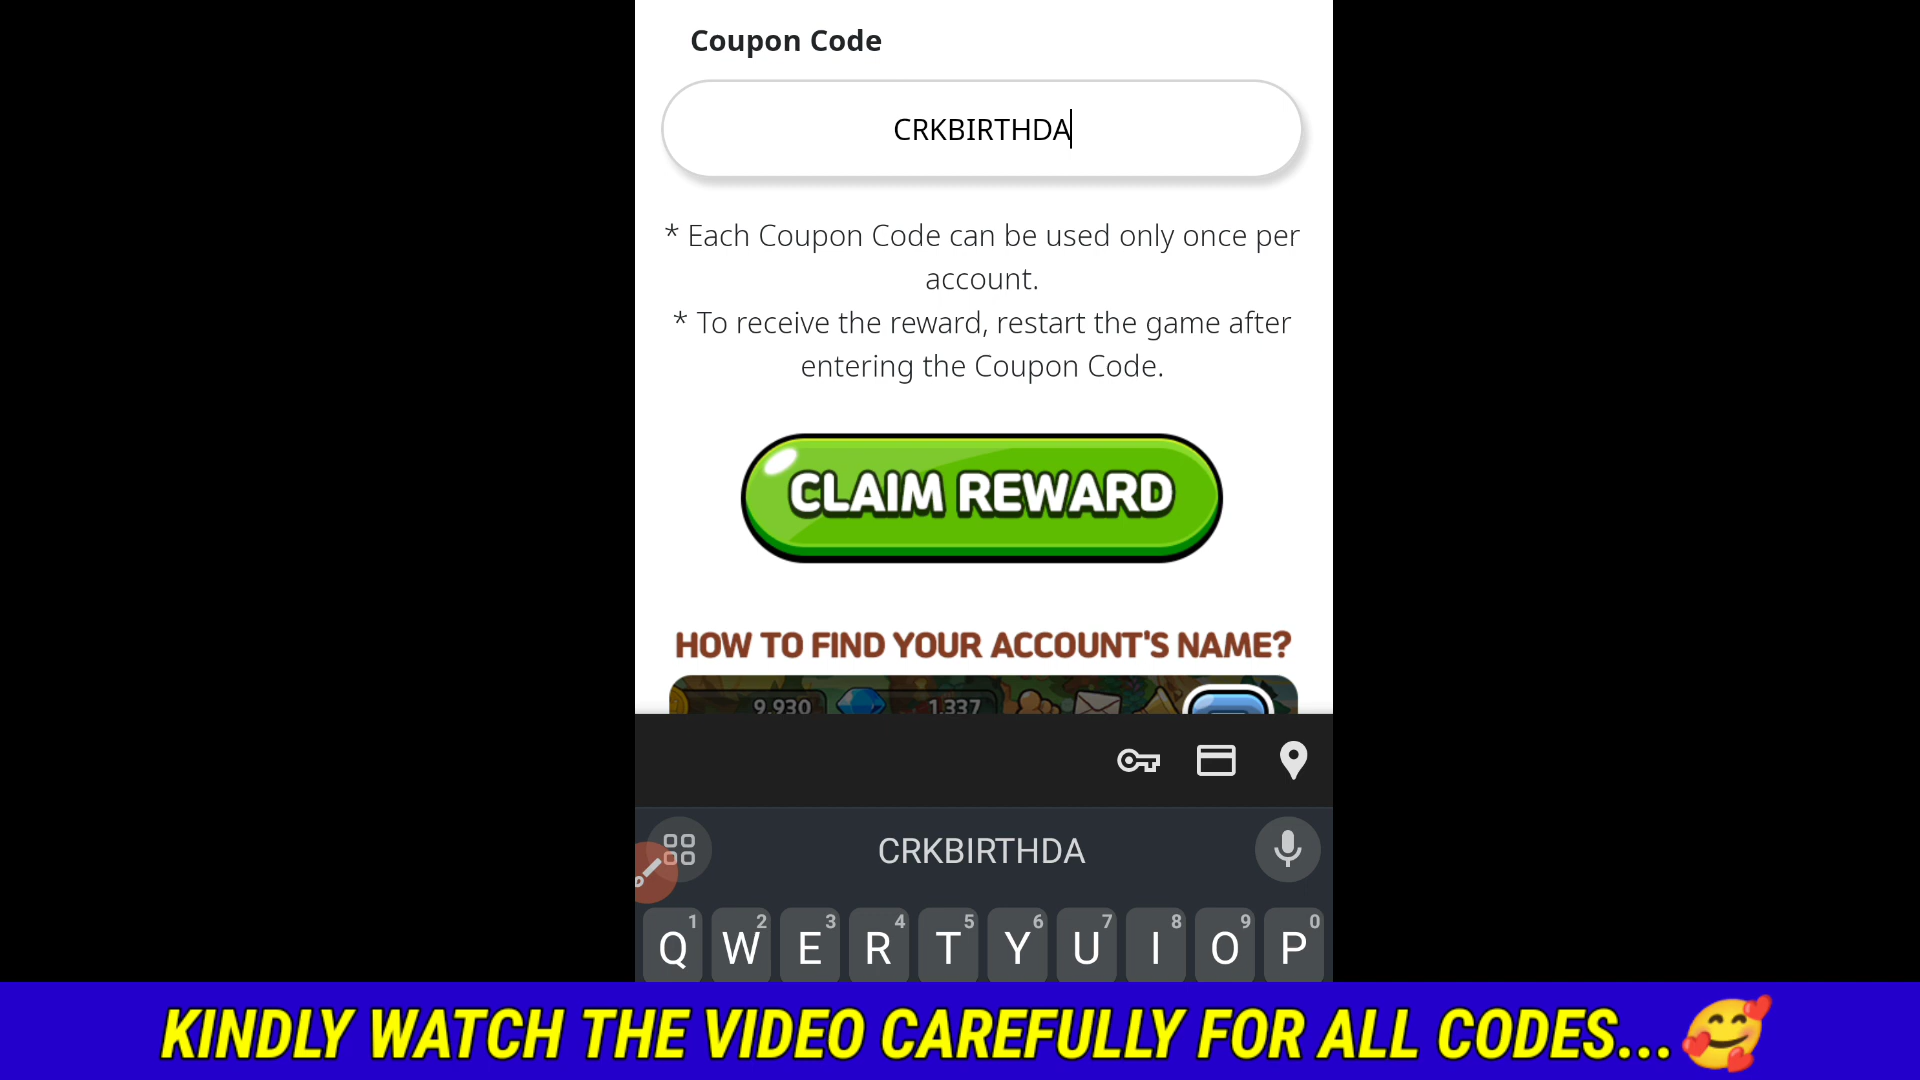 Coupon Code
CRKBIRTHDA
* Each Coupon Code can be used only once per
account.
* To receive the reward, restart the game after
entering the Coupon Code.
CLAIM REWARD
HOW TO FIND YOUR ACCOUNT'S NAME?
9,930 1,337
CRKBIRTHDA
1 2 3 4 5 6 7 8 9 0
Q W E R T Y U I O P
KINDLY WATCH THE VIDEO CAREFULLY FOR ALL CODES...🥰